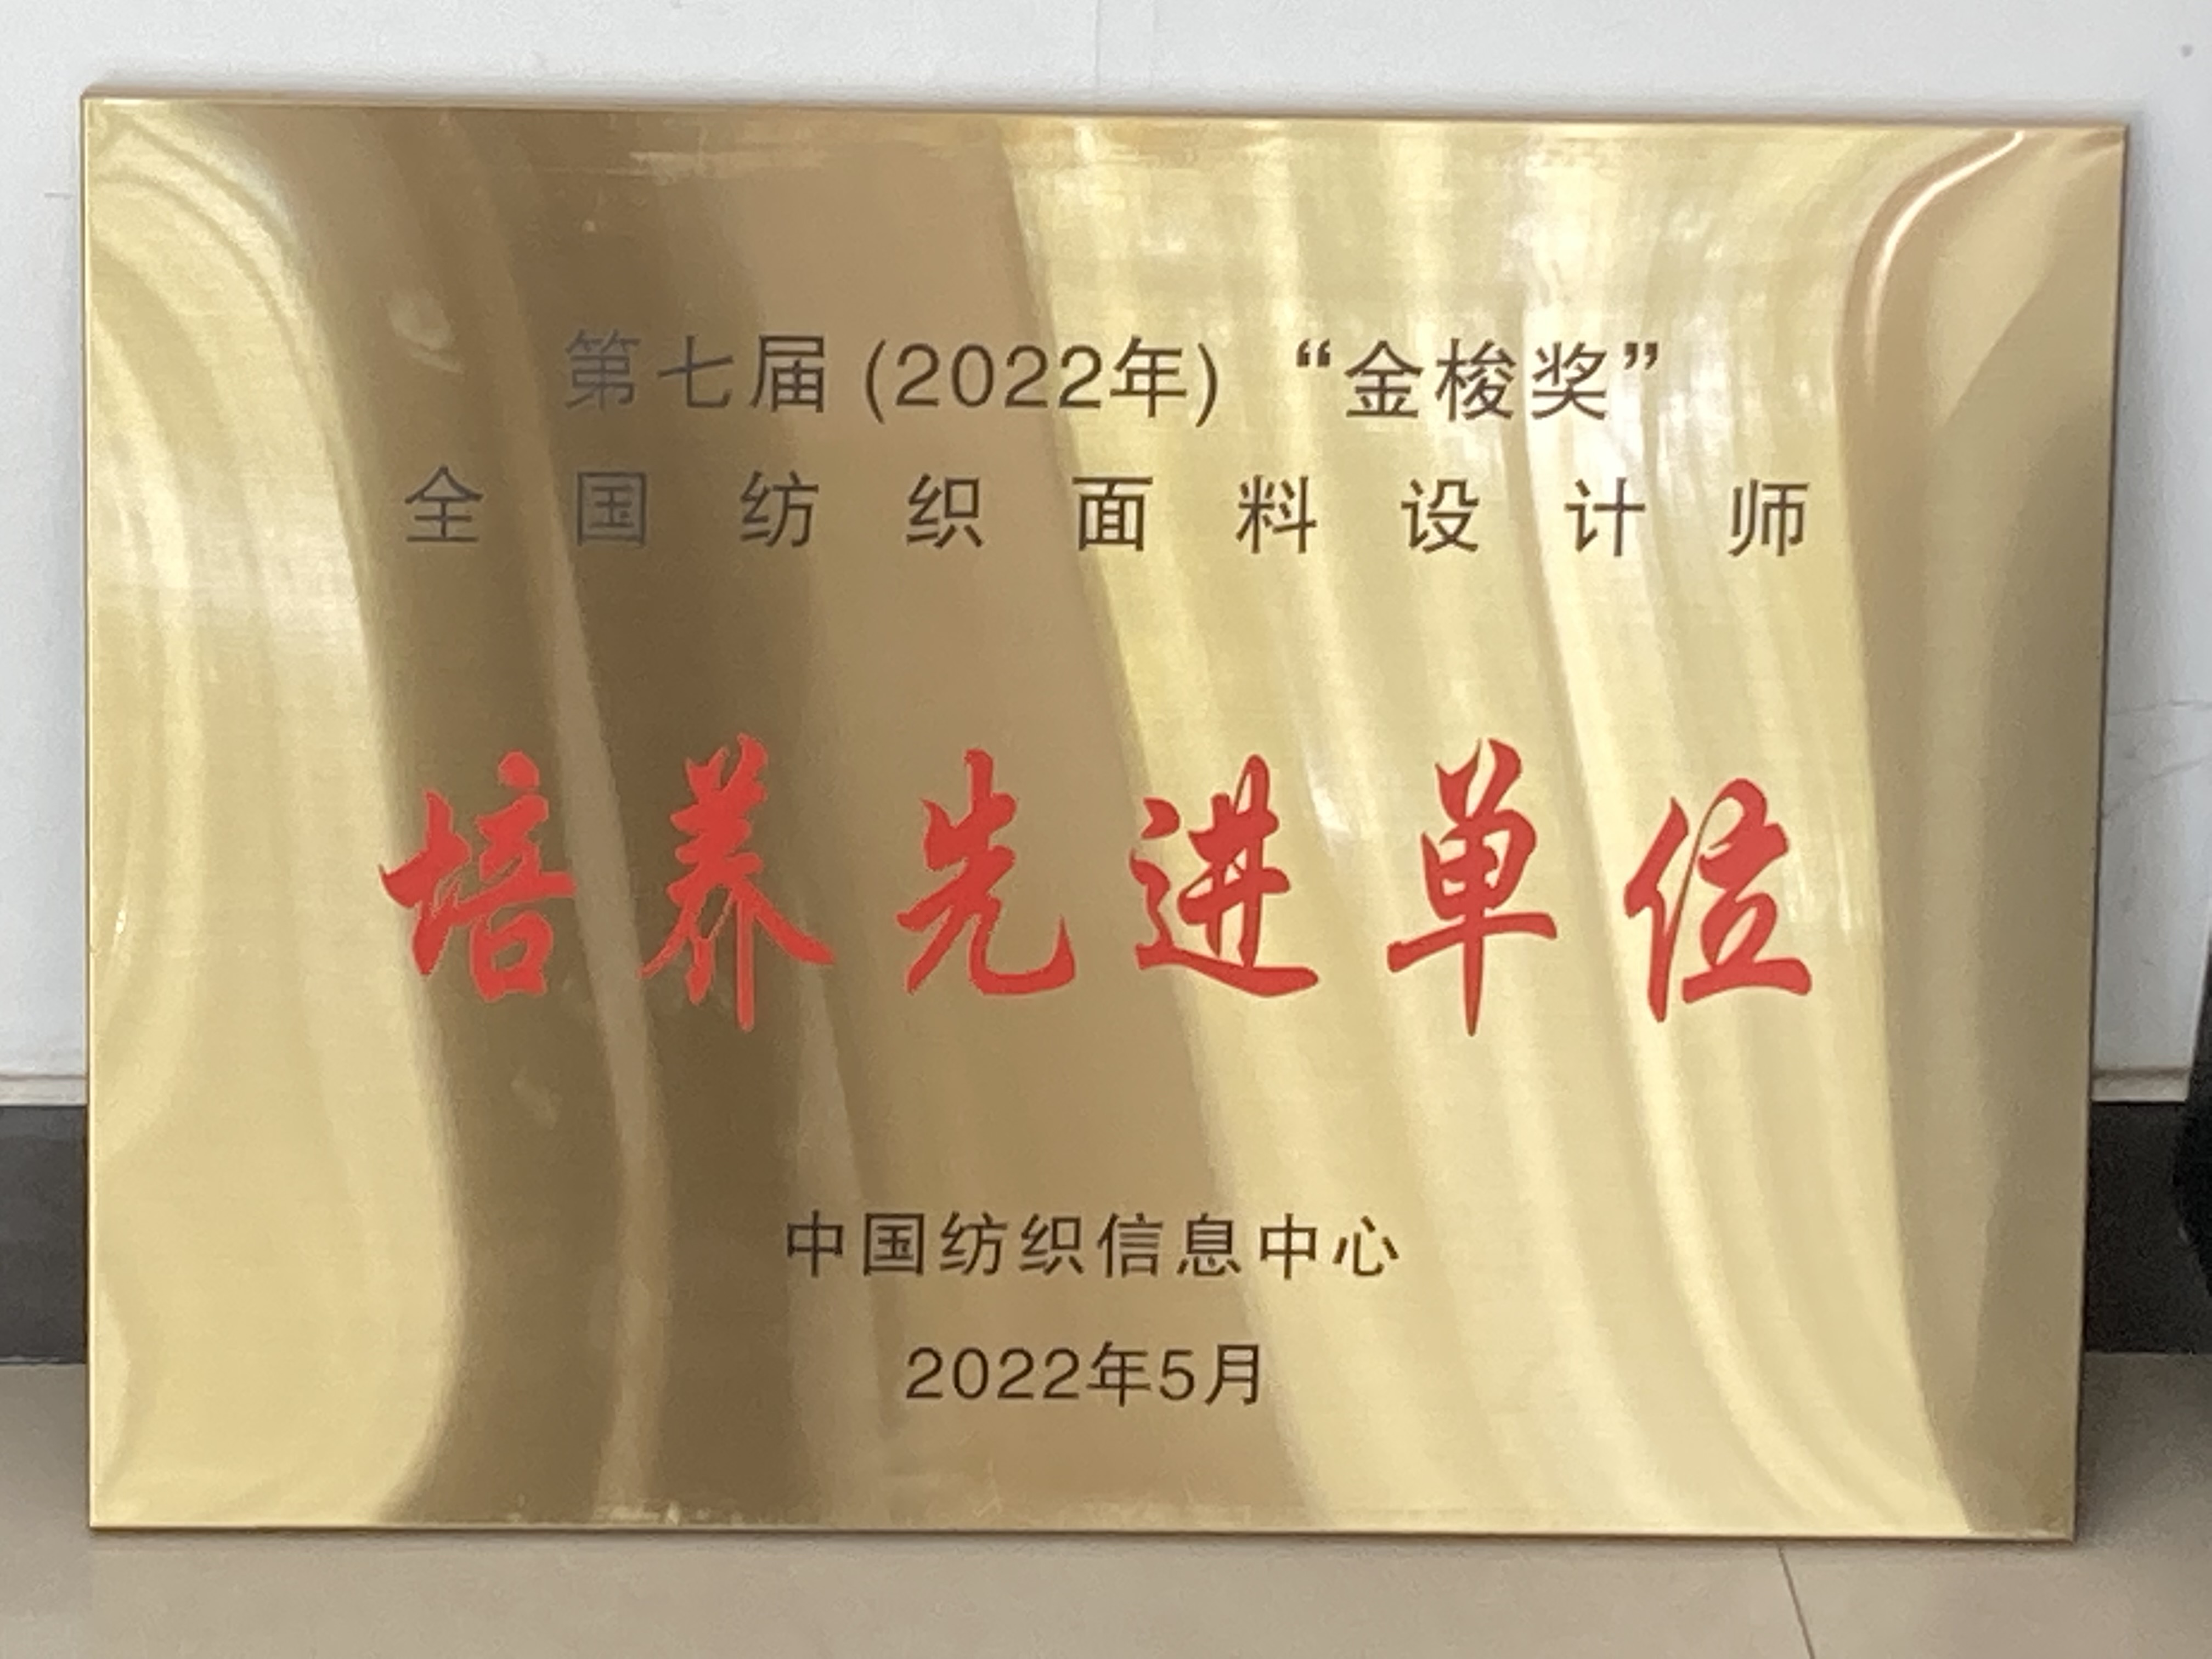 第七届(2022年)“金梭奖”
全国纺织面料设计师
培养先进单位
中国纺织信息中心
2022年5月